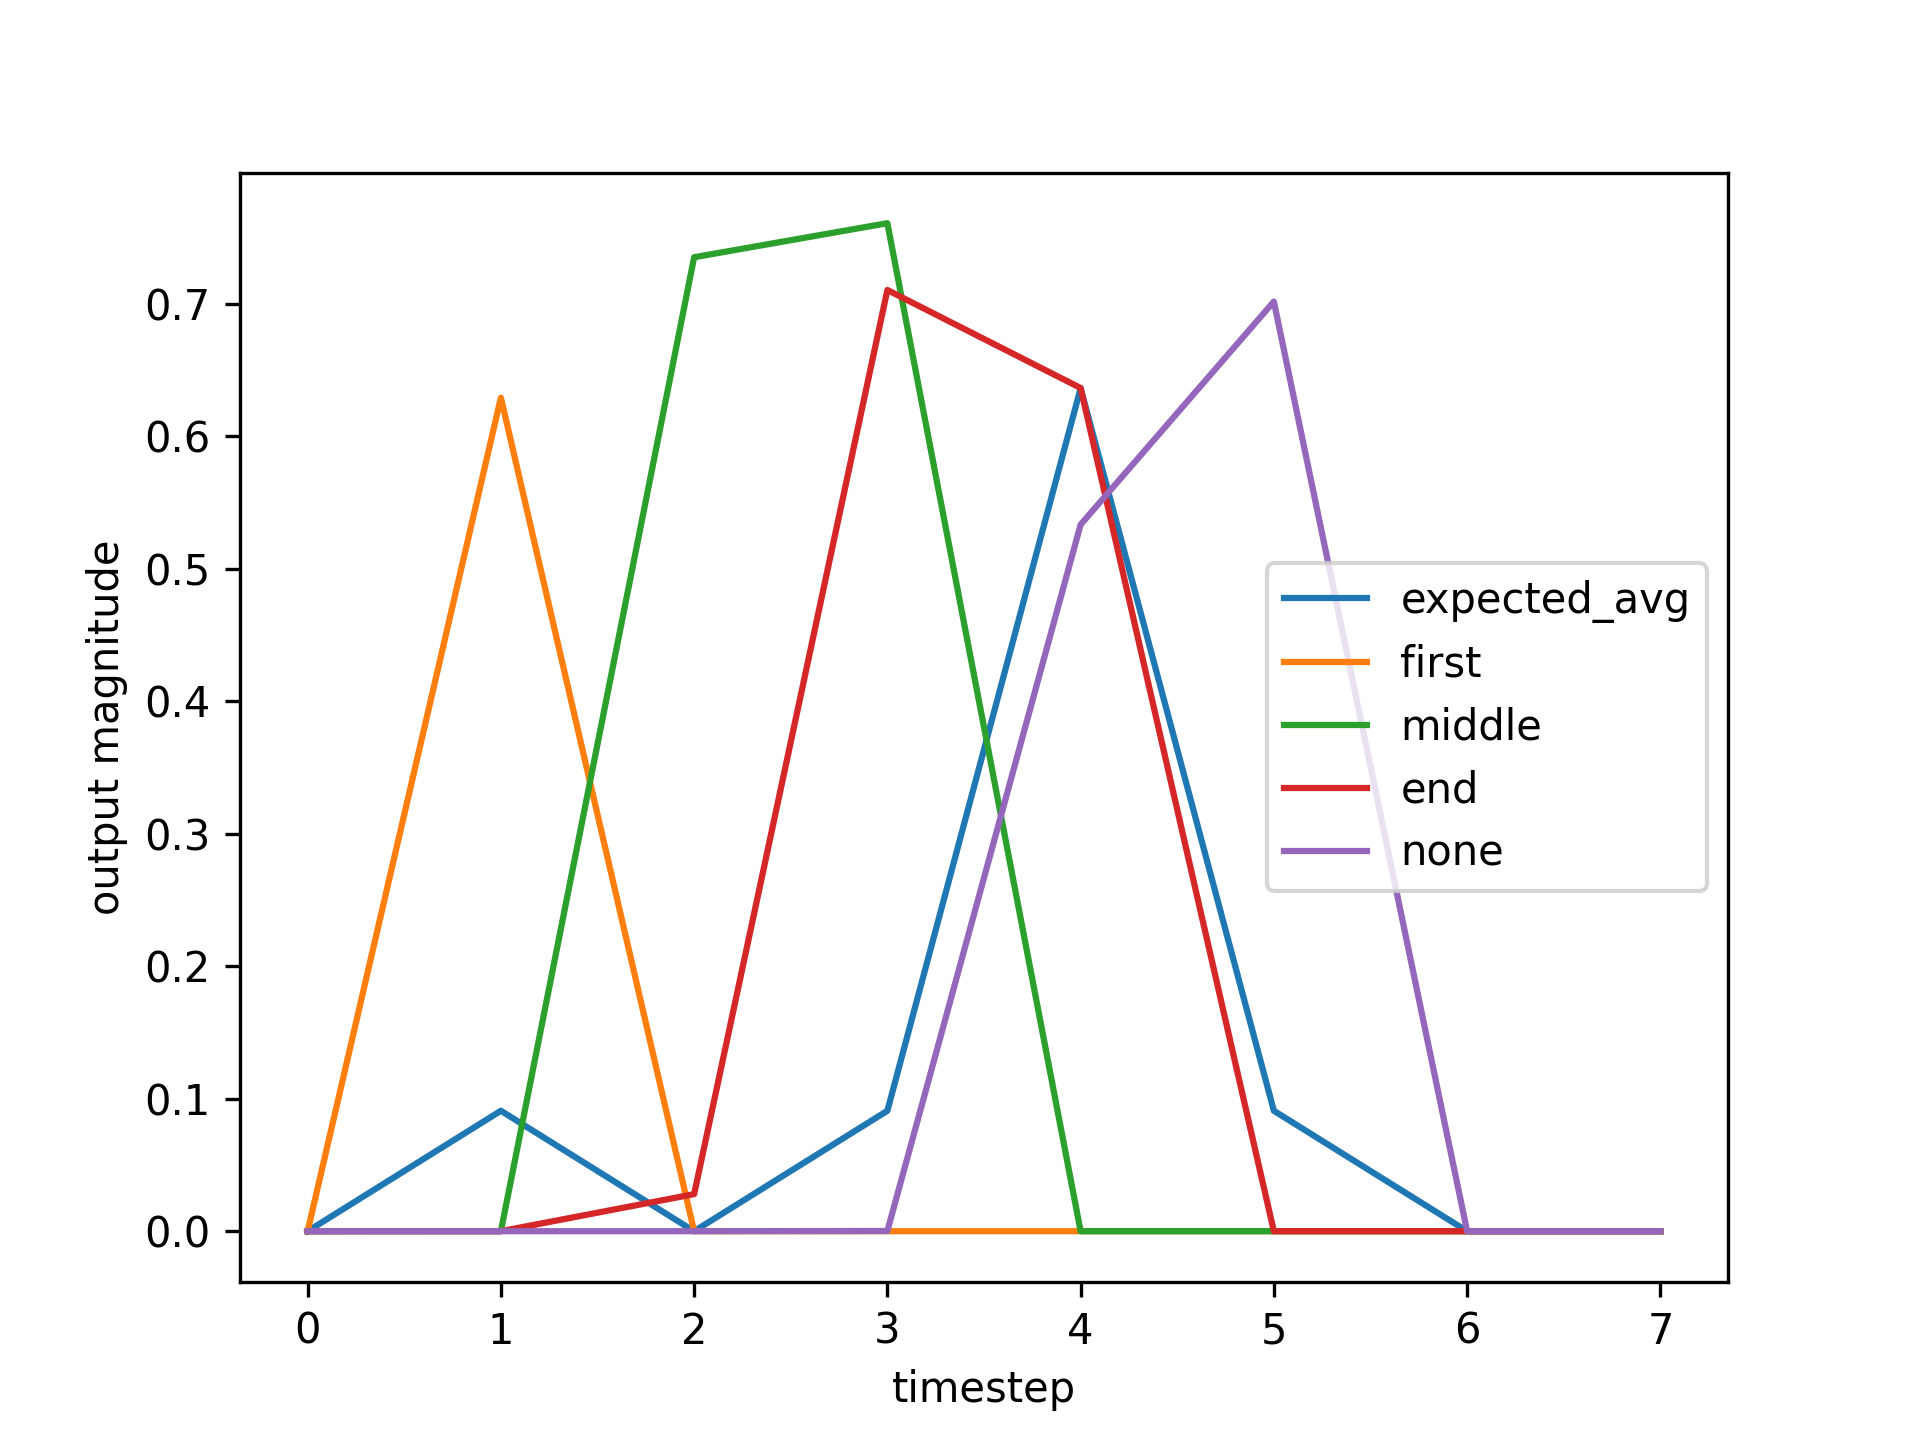 output magnitude
0.7
0.6
0.5
0.4
0.3
0.2
0.1
0.0
expected_avg
first
middle
end
none
0 1 2 3 4 5 6 7
timestep